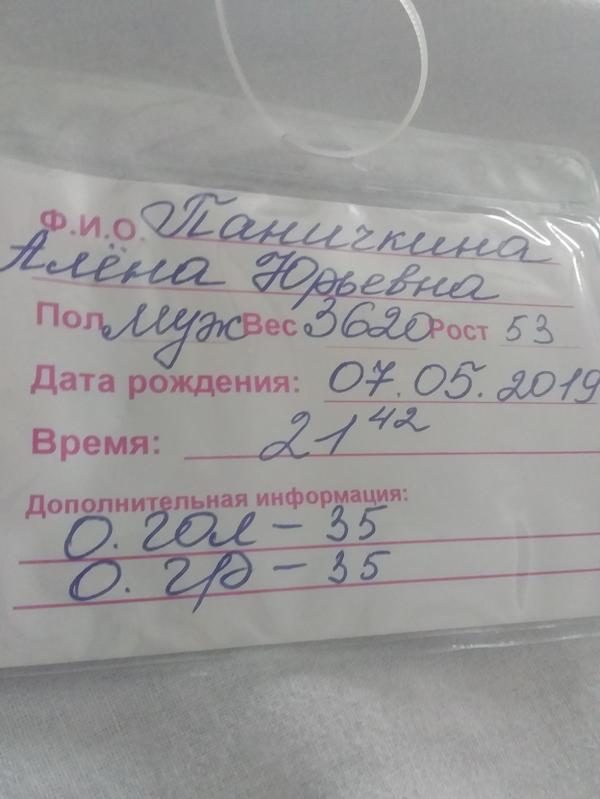 Ф.И.О. Паничкина
Алёна Юрьевна
Пол Муж Вес 3620 Рост 53
Дата рождения: 07.05.2019
Время: 21 42
Дополнительная информация:
О. гол – 35
О. гр – 35